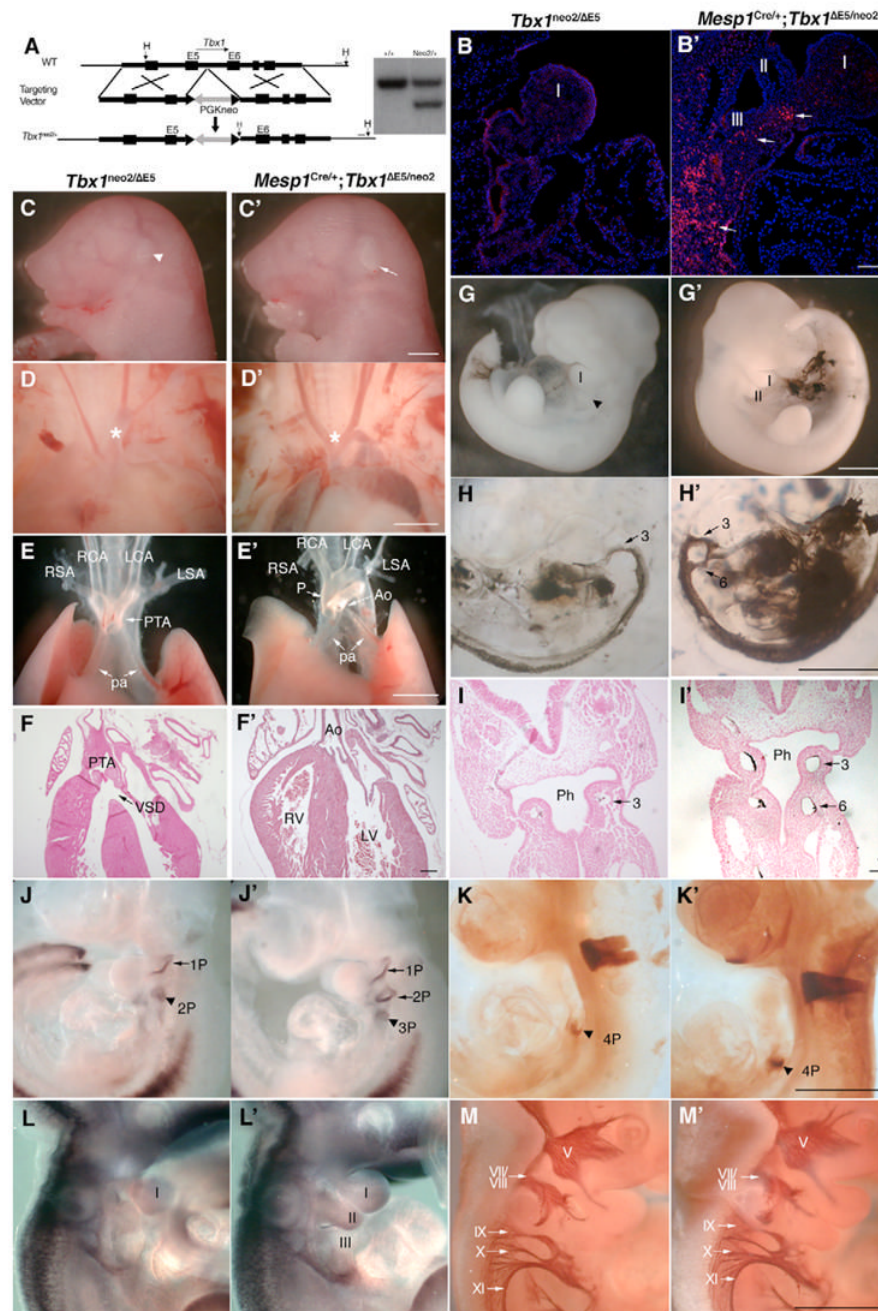 Tbx1neo2/ΔE5
Mesp1Cre/+;Tbx1ΔE5/neo2
A
H
Tbx1
H
WT
E5
E6
+/+
Neo2/+
Targeting
Vector
PGKneo
H
H
E5
E6
Tbx1neo2/+
B
I
B'
II
I
III
Tbx1neo2/ΔE5
Mesp1Cre/+;Tbx1ΔE5/neo2
C
C'
D
*
D'
*
E
RCA
LCA
RSA
LSA
PTA
pa
E'
RCA
LCA
RSA
LSA
P
Ao
pa
F
PTA
VSD
F'
Ao
RV
LV
G
I
G'
I
II
H
3
H'
3
6
I
Ph
3
I'
Ph
3
6
J
1P
2P
J'
1P
2P
3P
K
4P
K'
4P
L
I
L'
I
II
III
M
V
VII/
VIII
IX
X
XI
M'
V
VII/
VIII
IX
X
XI